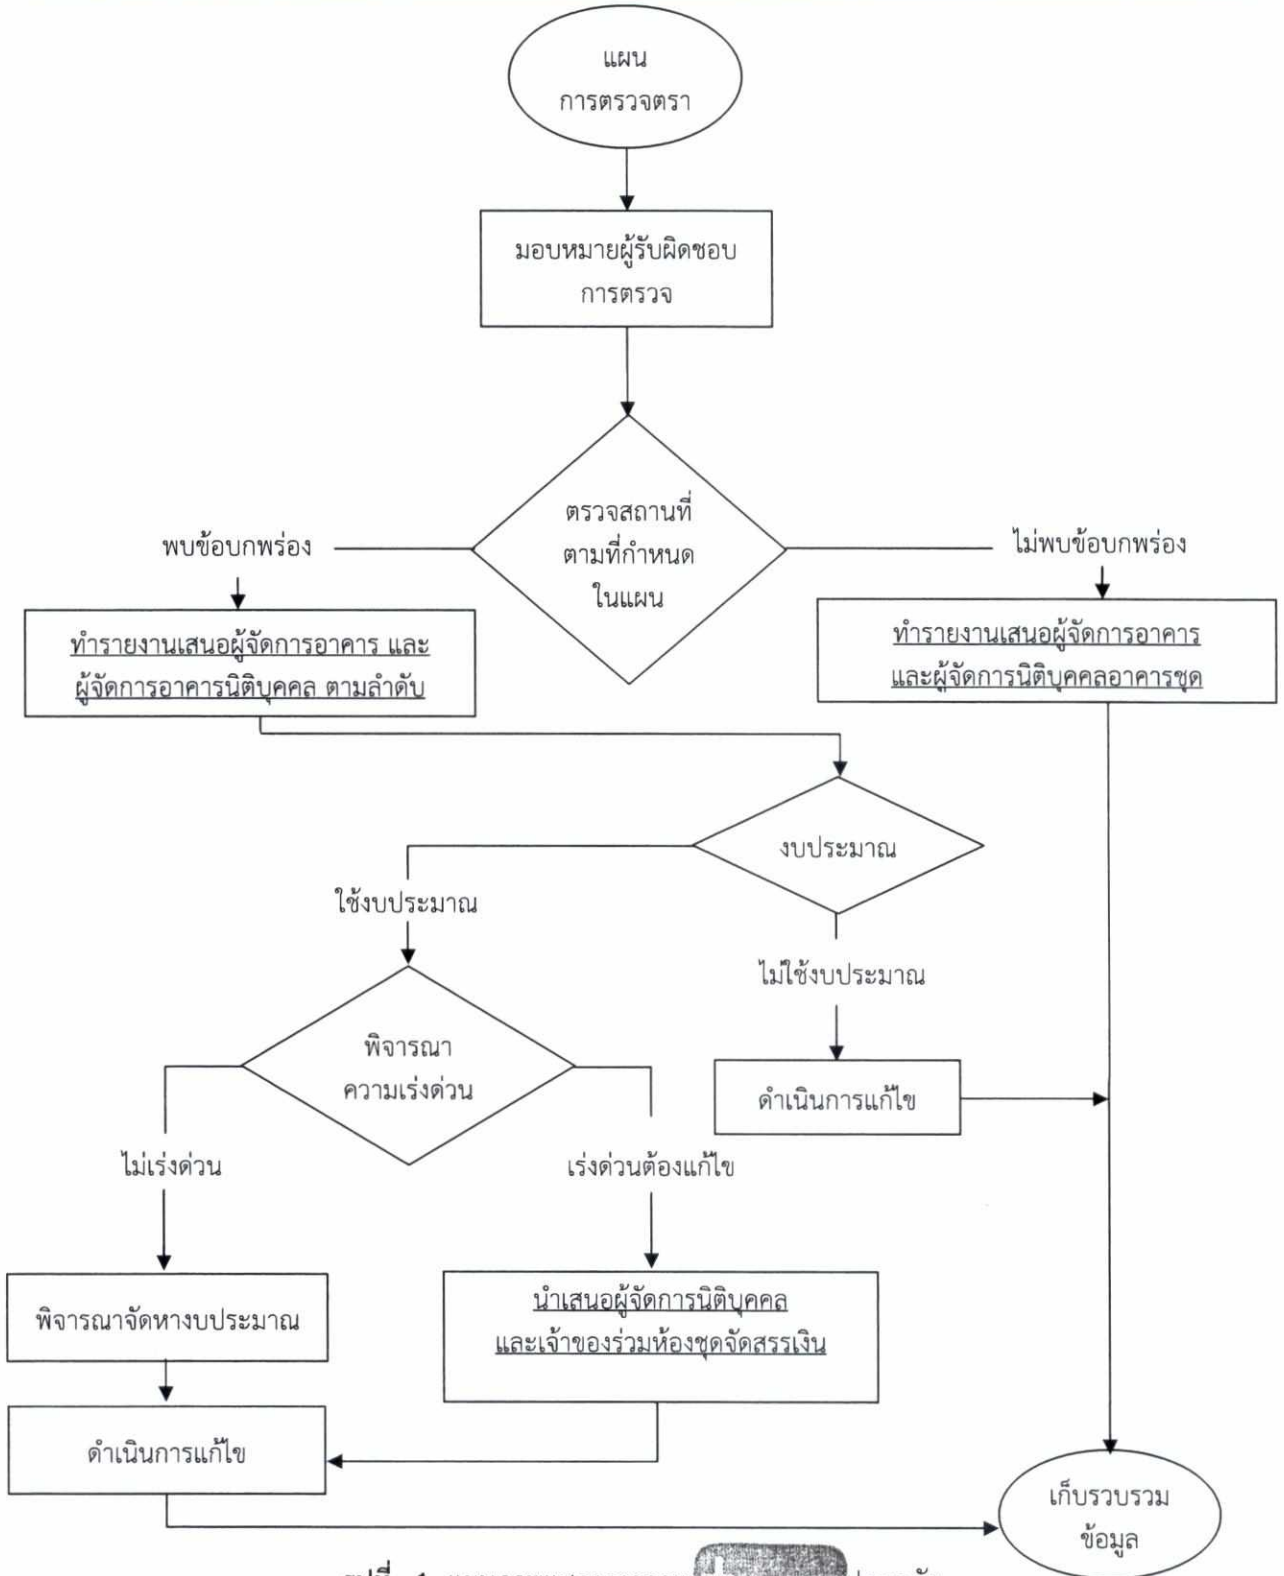 แผน
การตรวจตรา
มอบหมายผู้รับผิดชอบ
การตรวจ
ตรวจสถานที่
ตามที่กำหนด
ในแผน
พบข้อบกพร่อง
ไม่พบข้อบกพร่อง
ทำรายงานเสนอผู้จัดการอาคาร และ
ผู้จัดการอาคารนิติบุคคล ตามลำดับ
ทำรายงานเสนอผู้จัดการอาคาร
และผู้จัดการนิติบุคคลอาคารชุด
งบประมาณ
ใช้งบประมาณ
ไม่ใช้งบประมาณ
พิจารณา
ความเร่งด่วน
ดำเนินการแก้ไข
ไม่เร่งด่วน
เร่งด่วนต้องแก้ไข
พิจารณาจัดหางบประมาณ
นำเสนอผู้จัดการนิติบุคคล
และเจ้าของร่วมห้องชุดจัดสรรเงิน
ดำเนินการแก้ไข
เก็บรวบรวม
ข้อมูล